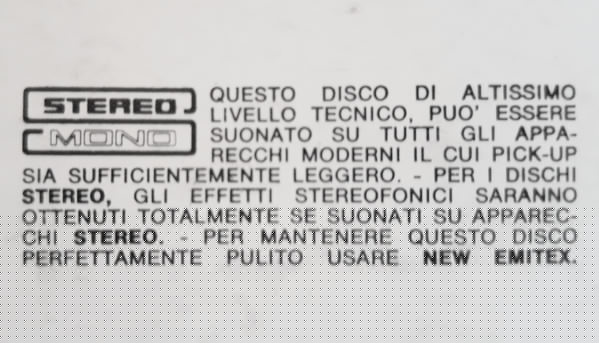 STEREO
MONO
QUESTO DISCO DI ALTISSIMO
LIVELLO TECNICO, PUO' ESSERE
SUONATO SU TUTTI GLI APPA-
RECCHI MODERNI IL CUI PICK-UP
SIA SUFFICIENTEMENTE LEGGERO. - PER I DISCHI
STEREO, GLI EFFETTI STEREOFONICI SARANNO
OTTENUTI TOTALMENTE SE SUONATI SU APPAREC-
CHI STEREO. - PER MANTENERE QUESTO DISCO
PERFETTAMENTE PULITO USARE NEW EMITEX.